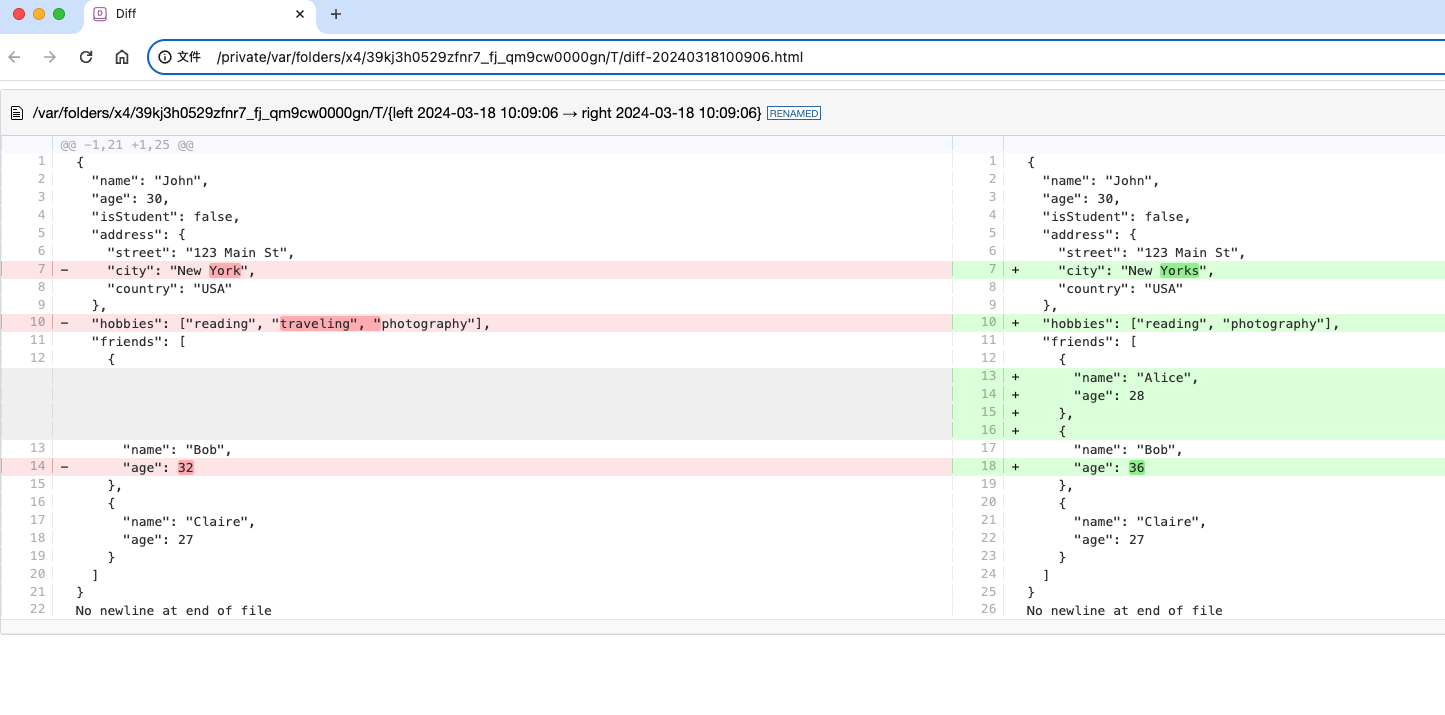 Diff
文件 /private/var/folders/x4/39kj3h0529zfnr7_fj_qm9cw0000gn/T/diff-20240318100906.html
/var/folders/x4/39kj3h0529zfnr7_fj_qm9cw0000gn/T/{left 2024-03-18 10:09:06 → right 2024-03-18 10:09:06} RENAMED
@@ -1,21 +1,25 @@
1 { 1 {
2 "name": "John", 2 "name": "John",
3 "age": 30, 3 "age": 30,
4 "isStudent": false, 4 "isStudent": false,
5 "address": { 5 "address": {
6 "street": "123 Main St", 6 "street": "123 Main St",
7 - "city": "New York", 7 + "city": "New Yorks",
8 "country": "USA" 8 "country": "USA"
9 }, 9 },
10 - "hobbies": ["reading", "traveling", "photography"], 10 + "hobbies": ["reading", "photography"],
11 "friends": [ 11 "friends": [
12 { 12 {
13 + "name": "Alice",
14 + "age": 28
15 + },
16 + {
13 "name": "Bob", 17 "name": "Bob",
14 - "age": 32 18 + "age": 36
15 }, 19 },
16 { 20 {
17 "name": "Claire", 21 "name": "Claire",
18 "age": 27 22 "age": 27
19 } 23 }
20 ] 24 ]
21 } 25 }
22 No newline at end of file 26 No newline at end of file